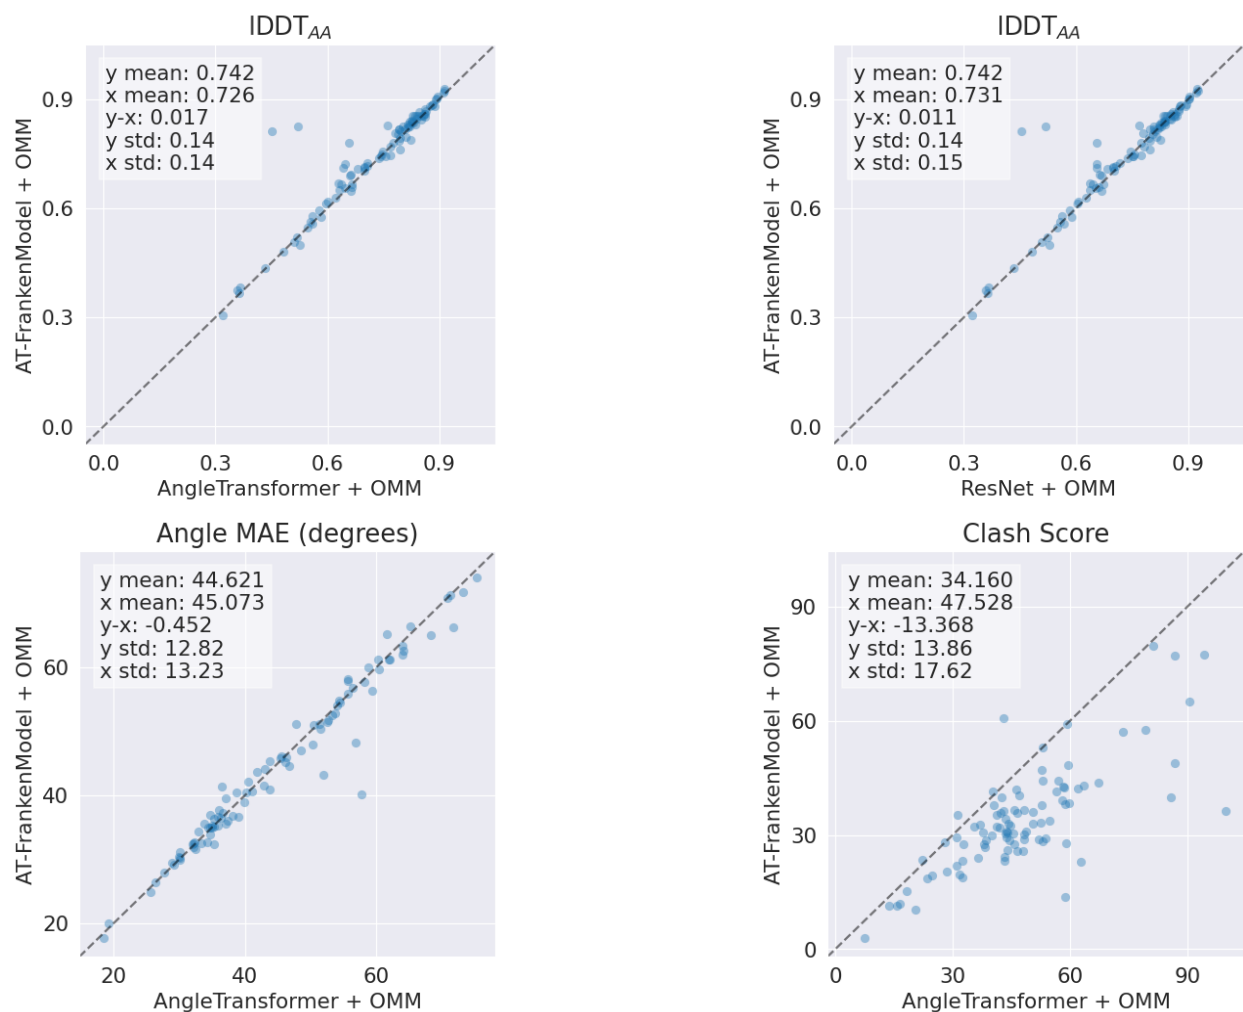 lDDT_AA
y mean: 0.742
x mean: 0.726
y-x: 0.017
y std: 0.14
x std: 0.14
0.9
0.6
0.3
0.0
AT-FrankenModel + OMM
0.0 0.3 0.6 0.9
AngleTransformer + OMM
lDDT_AA
y mean: 0.742
x mean: 0.731
y-x: 0.011
y std: 0.14
x std: 0.15
0.9
0.6
0.3
0.0
AT-FrankenModel + OMM
0.0 0.3 0.6 0.9
ResNet + OMM
Angle MAE (degrees)
y mean: 44.621
x mean: 45.073
y-x: -0.452
y std: 12.82
x std: 13.23
60
40
20
AT-FrankenModel + OMM
20 40 60
AngleTransformer + OMM
Clash Score
y mean: 34.160
x mean: 47.528
y-x: -13.368
y std: 13.86
x std: 17.62
90
60
30
0
AT-FrankenModel + OMM
0 30 60 90
AngleTransformer + OMM